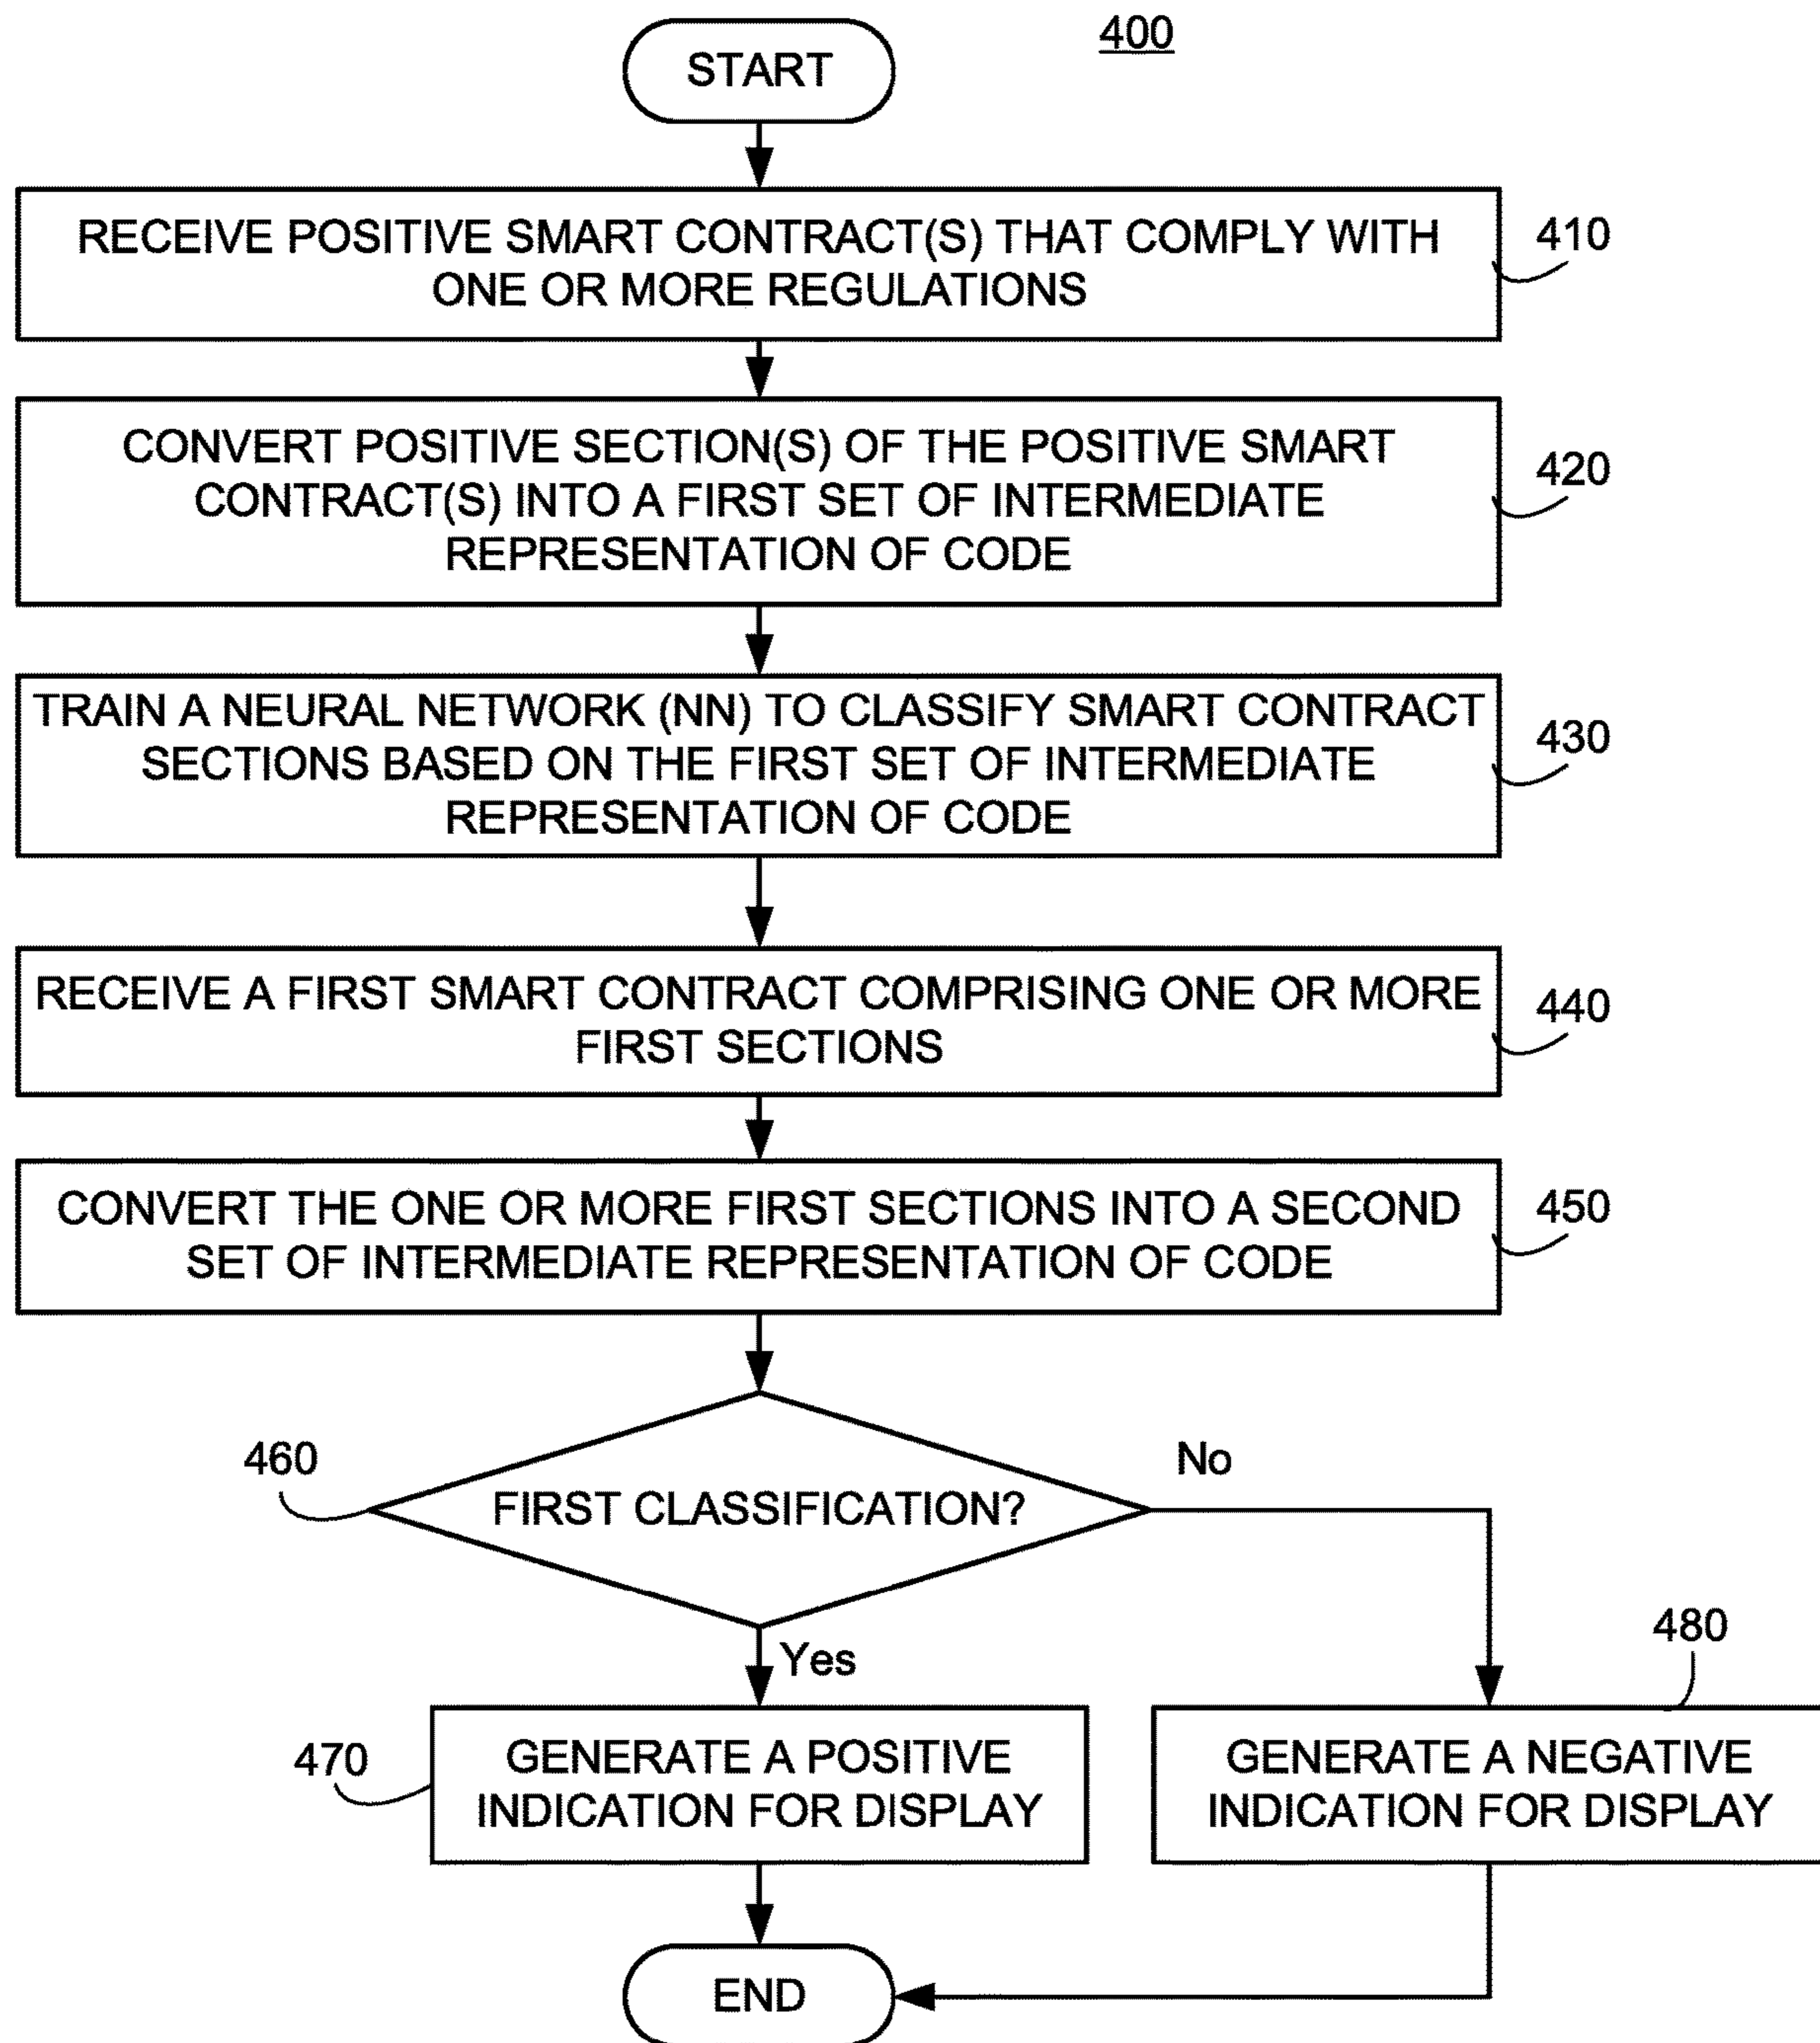 400
START
RECEIVE POSITIVE SMART CONTRACT(S) THAT COMPLY WITH
ONE OR MORE REGULATIONS
410
CONVERT POSITIVE SECTION(S) OF THE POSITIVE SMART
CONTRACT(S) INTO A FIRST SET OF INTERMEDIATE
REPRESENTATION OF CODE
420
TRAIN A NEURAL NETWORK (NN) TO CLASSIFY SMART CONTRACT
SECTIONS BASED ON THE FIRST SET OF INTERMEDIATE
REPRESENTATION OF CODE
430
RECEIVE A FIRST SMART CONTRACT COMPRISING ONE OR MORE
FIRST SECTIONS
440
CONVERT THE ONE OR MORE FIRST SECTIONS INTO A SECOND
SET OF INTERMEDIATE REPRESENTATION OF CODE
450
460
FIRST CLASSIFICATION?
No
Yes
470
GENERATE A POSITIVE
INDICATION FOR DISPLAY
480
GENERATE A NEGATIVE
INDICATION FOR DISPLAY
END